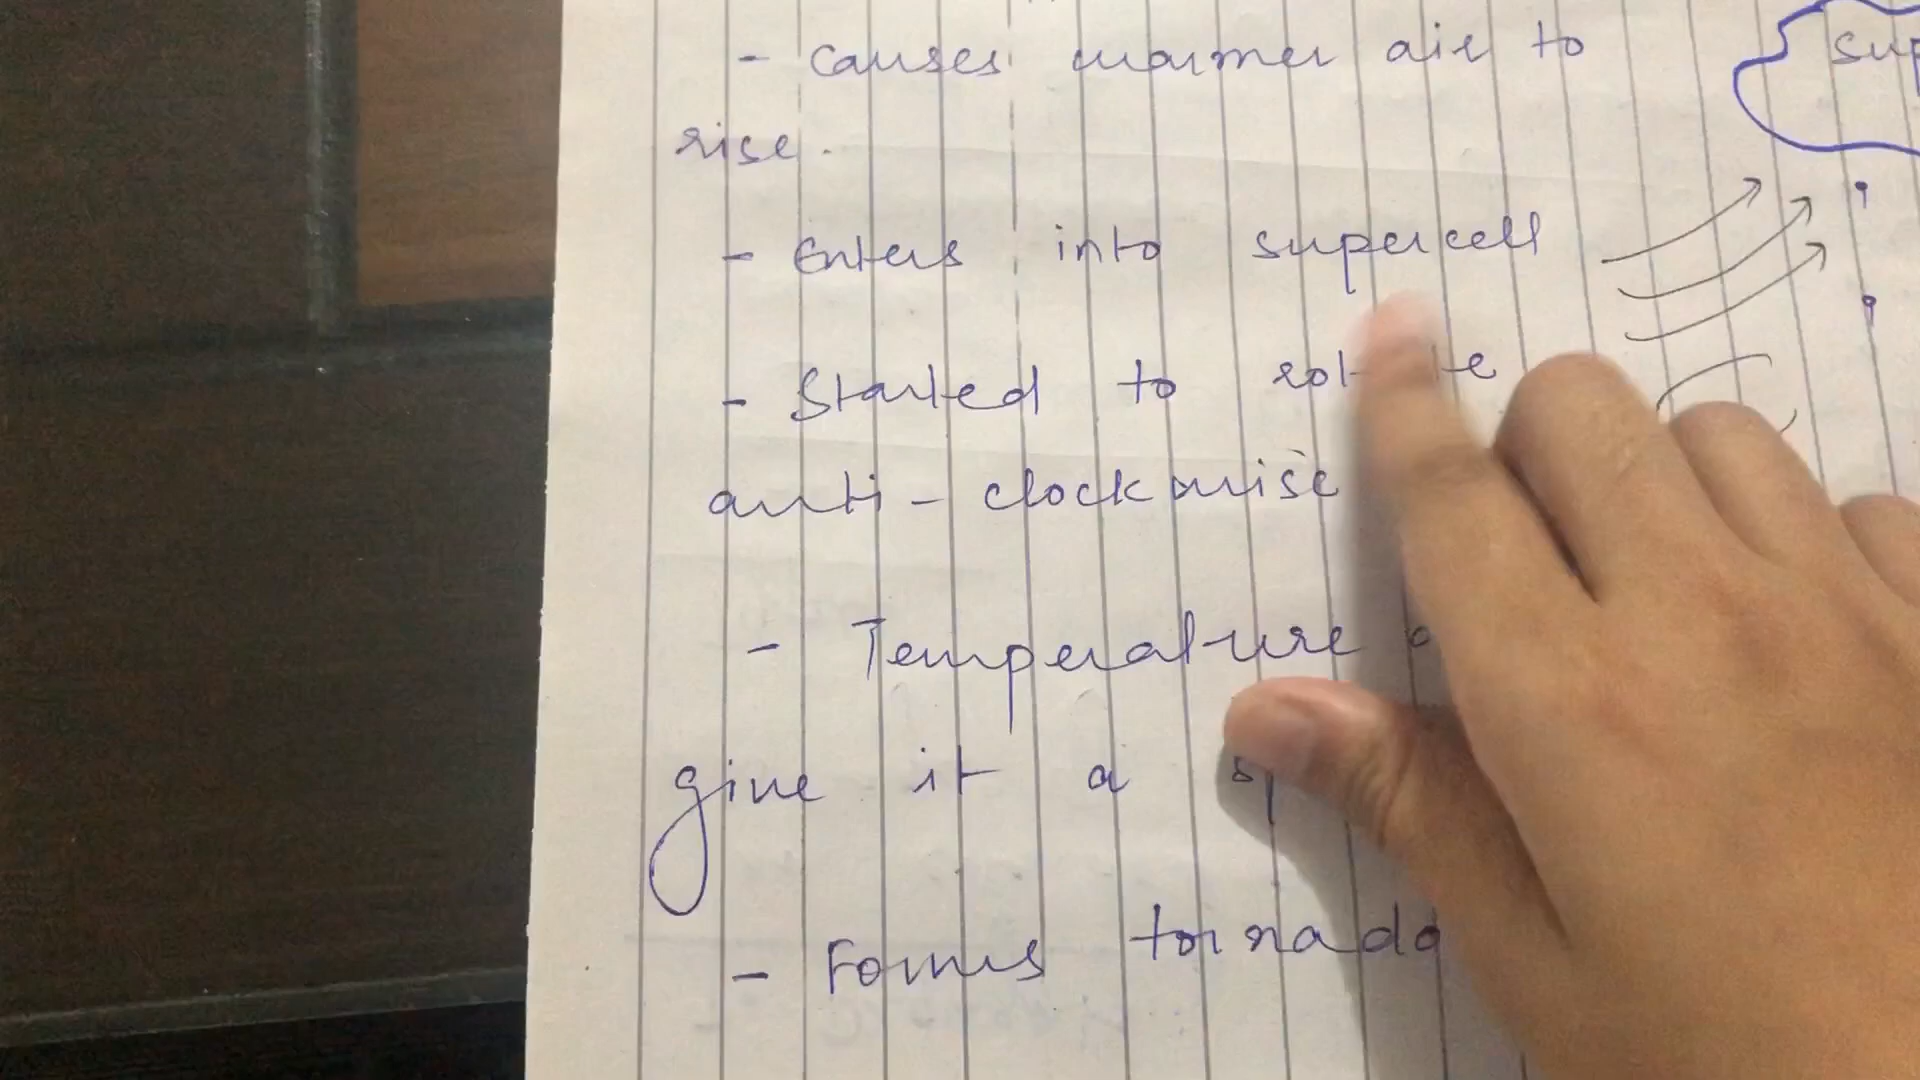 - causes warmer air to
rise.
- Enters into supercell
- Started to
anti-clockwise
- Temperature
give it a
- Forms tornado